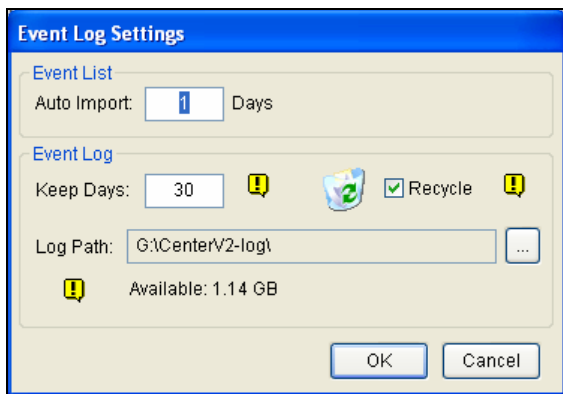 Event Log Settings
Event List
Auto Import: 1 Days
Event Log
Keep Days: 30 Recycle
Log Path: G:\CenterV2-log\ ...
Available: 1.14 GB
OK Cancel